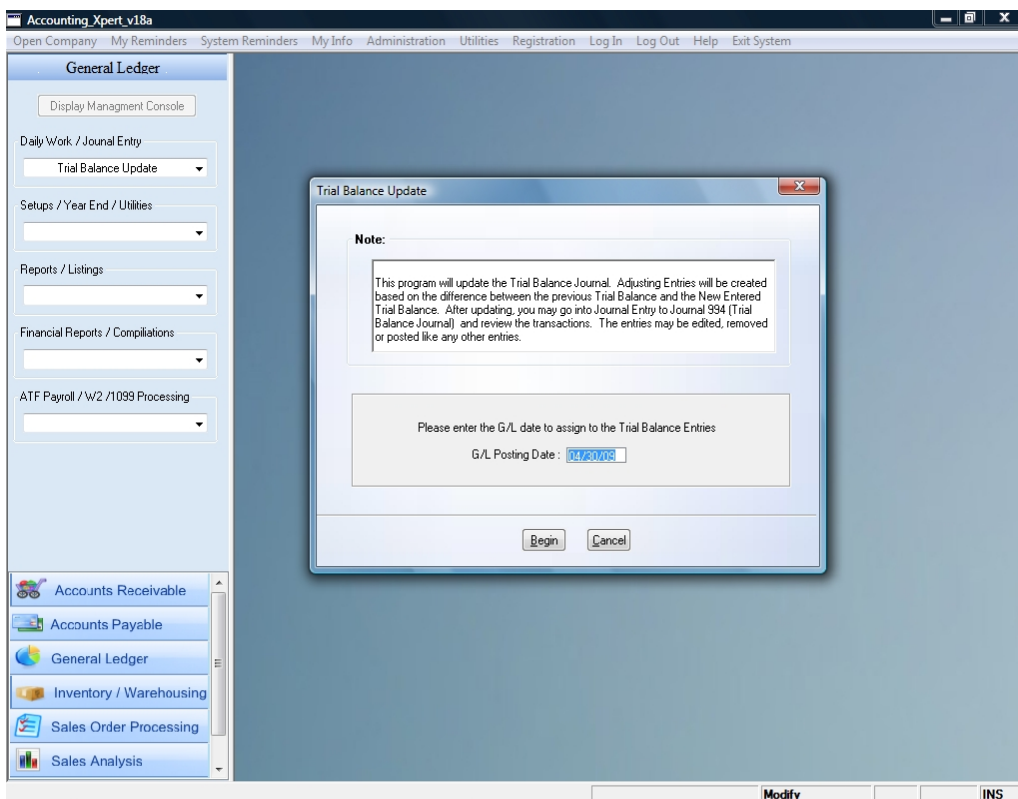 Accounting_Xpert_v18a
Open Company My Reminders System Reminders My Info Administration Utilities Registration Log In Log Out Help Exit System
General Ledger
Display Managment Console
Daily Work / Jounal Entry
Trial Balance Update
Setups / Year End / Utilities
Reports / Listings
Financial Reports / Compiliations
ATF Payroll / W2 /1099 Processing
Accounts Receivable
Accounts Payable
General Ledger
Inventory / Warehousing
Sales Order Processing
Sales Analysis
Trial Balance Update
Note:
This program will update the Trial Balance Journal. Adjusting Entries will be created
based on the difference between the previous Trial Balance and the New Entered
Trial Balance. After updating, you may go into Journal Entry to Journal 994 (Trial
Balance Journal) and review the transactions. The entries may be edited, removed
or posted like any other entries.
Please enter the G/L date to assign to the Trial Balance Entries
G/L Posting Date : 04/30/09
Begin Cancel
Modify INS